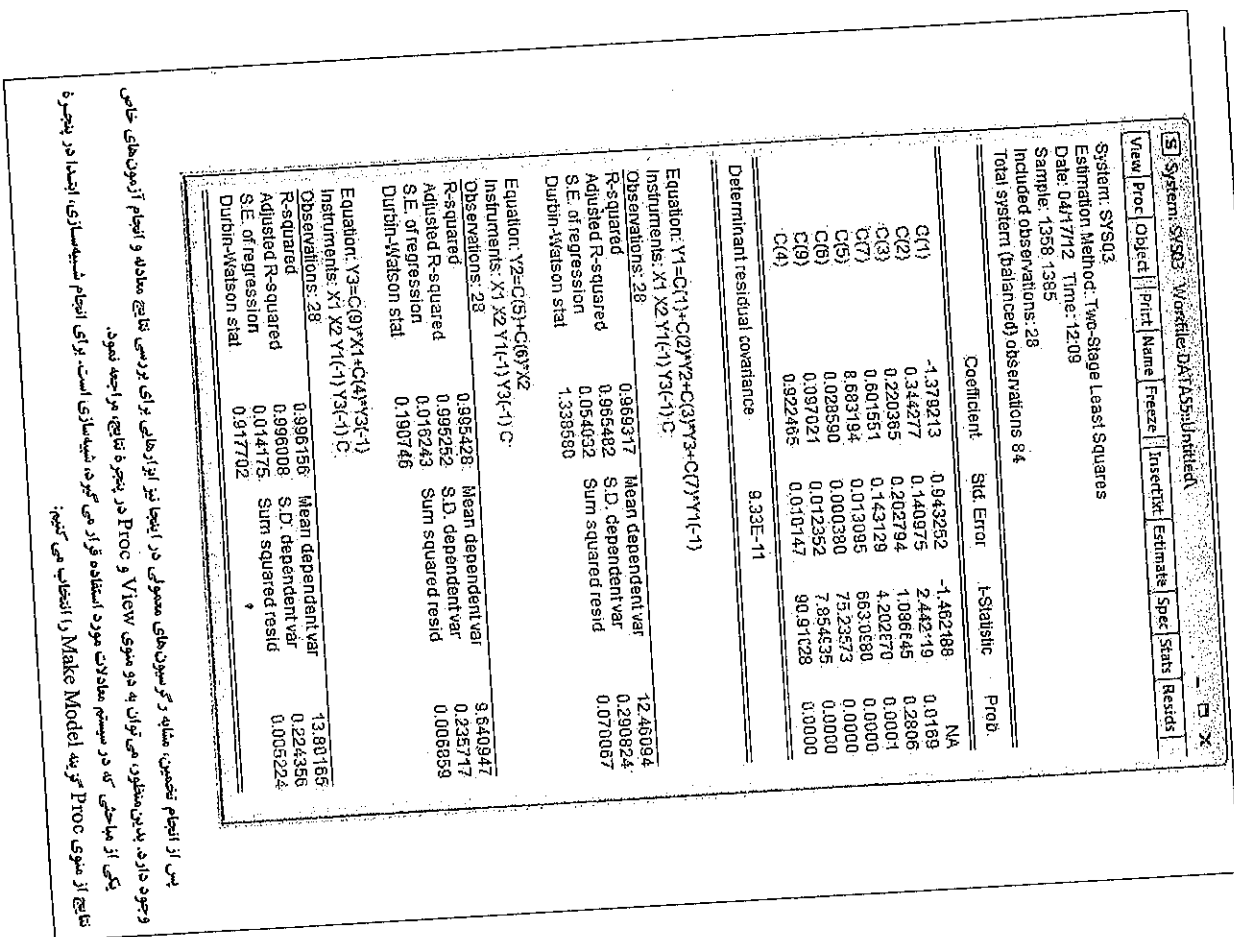 System: SYS03 Workfile: DATA55::Untitled\
View Proc Object Print Name Freeze InsertTxt Estimate Spec Stats Resids
System: SYS03
Estimation Method: Two-Stage Least Squares
Date: 04/17/12 Time: 12:09
Sample: 1358 1385
Included observations: 28
Total system (balanced) observations 84
Coefficient Std. Error t-Statistic Prob.
C(1) -1.379213 0.943252 -1.462188 NA
C(2) 0.344277 0.140975 2.442119 0.0169
C(3) 0.220365 0.202794 1.086645 0.2806
C(7) 0.601551 0.143129 4.202870 0.0001
C(5) 8.683194 0.013095 663.0680 0.0000
C(6) 0.028590 0.000380 75.23573 0.0000
C(9) 0.097021 0.012352 7.854635 0.0000
C(4) 0.922465 0.010147 90.91028 0.0000
Determinant residual covariance 9.33E-11
Equation: Y1=C(1)+C(2)*Y2+C(3)*Y3+C(7)*Y1(-1)
Instruments: X1 X2 Y1(-1) Y3(-1) C
Observations: 28
R-squared 0.969317 Mean dependent var 12.46094
Adjusted R-squared 0.965482 S.D. dependent var 0.290824
S.E. of regression 0.054032 Sum squared resid 0.070067
Durbin-Watson stat 1.338580
Equation: Y2=C(5)+C(6)*X2
Instruments: X1 X2 Y1(-1) Y3(-1) C
Observations: 28
R-squared 0.995428 Mean dependent var 9.640947
Adjusted R-squared 0.995252 S.D. dependent var 0.235717
S.E. of regression 0.016243 Sum squared resid 0.006859
Durbin-Watson stat 0.190746
Equation: Y3=C(9)*X1+C(4)*Y3(-1)
Instruments: X1 X2 Y1(-1) Y3(-1) C
Observations: 28
R-squared 0.996156 Mean dependent var 13.80165
Adjusted R-squared 0.996008 S.D. dependent var 0.224356
S.E. of regression 0.014175 Sum squared resid 0.005224
Durbin-Watson stat 0.917702
پس از انجام تخمین، مشابه رگرسیون‌های معمولی در اینجا نیز ابزارهایی برای بررسی نتایج معادله و انجام آزمون‌های خاص
وجود دارد. بدین‌منظور، می‌توان به دو منوی View و Proc در پنجرهٔ نتایج مراجعه نمود.
یکی از مباحثی که در سیستم معادلات مورد استفاده قرار می‌گیرد، شبیه‌سازی است. برای انجام شبیه‌سازی، ابتدا در پنجرهٔ
نتایج از منوی Proc گزینه Make Model را انتخاب می‌کنیم: